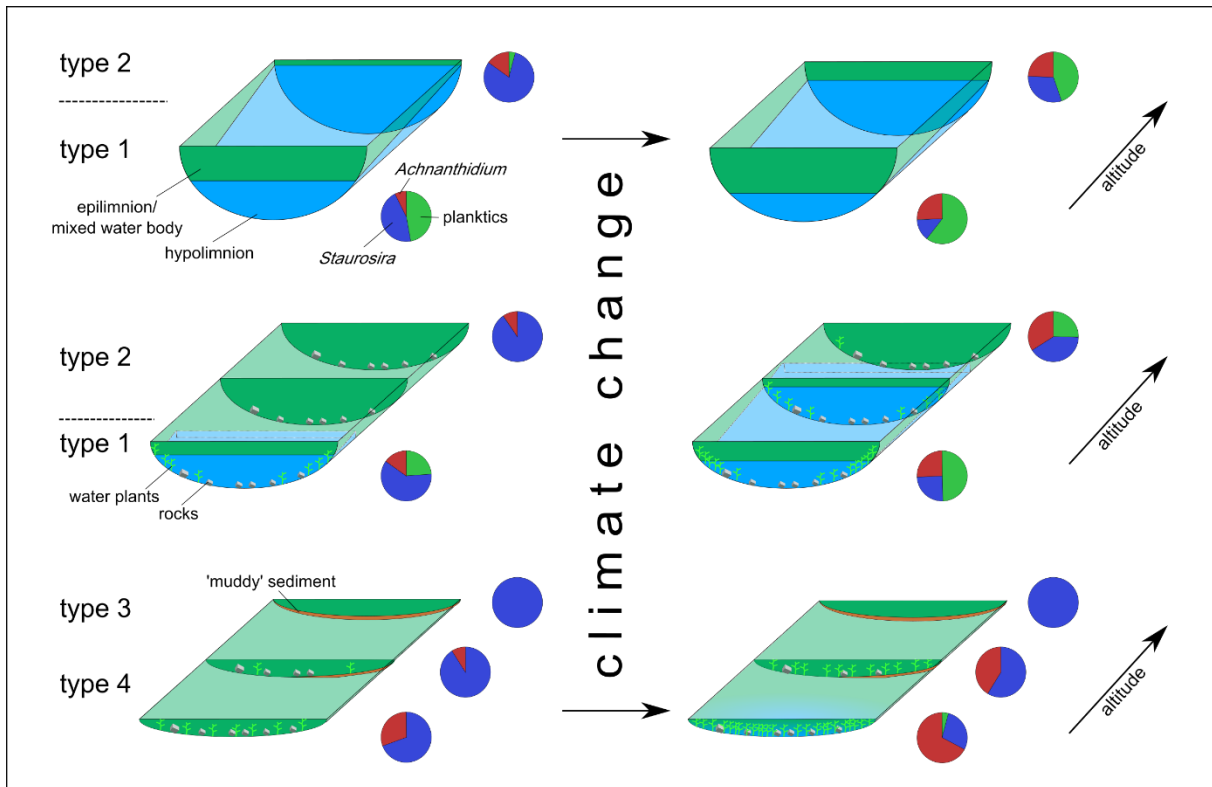 type 2
type 1
Achnanthidium
epilimnion/
mixed water body
planktics
hypolimnion
Staurosira
altitude
type 2
type 1
water plants
rocks
altitude
'muddy' sediment
type 3
type 4
altitude
climate change